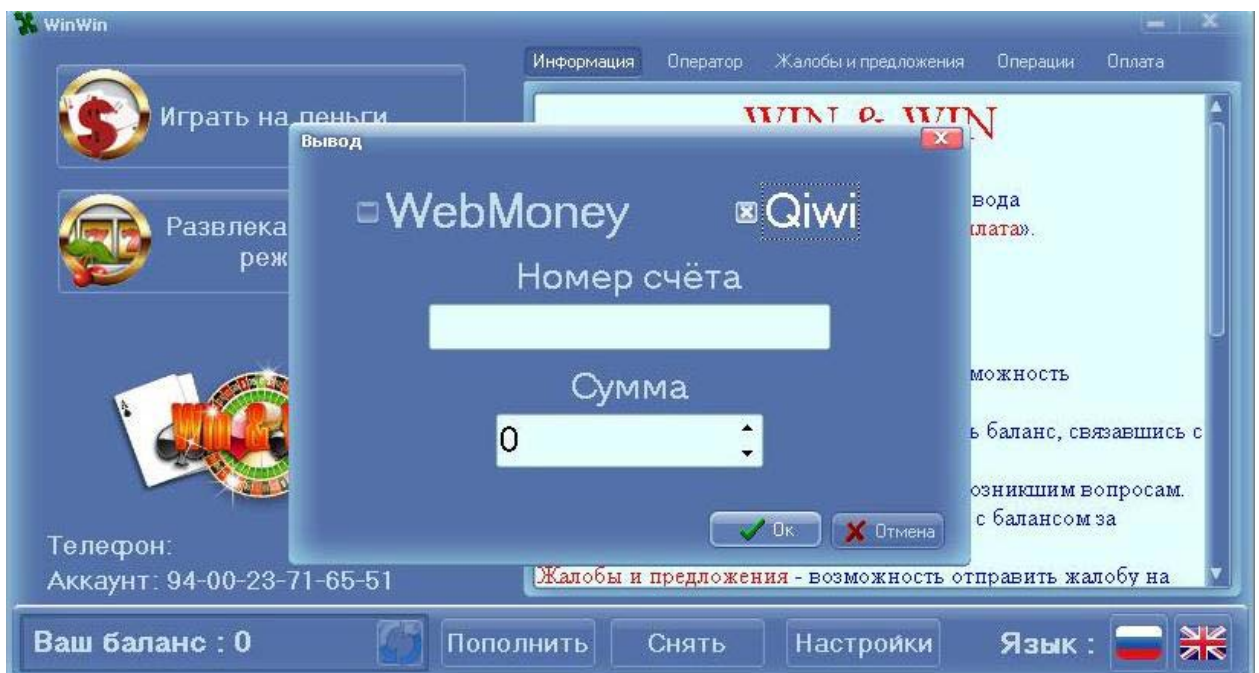 WinWin
Информация Оператор Жалобы и предложения Операции Оплата
Играть на деньги
WIN & WIN
Вывод
WebMoney Qiwi
вода
Развлека
лата».
реж
Номер счёта
Сумма
можность
0
ь баланс, связавшись с
озникшим вопросам.
Ок Отмена
с балансом за
Телефон:
Жалобы и предложения - возможность отправить жалобу на
Аккаунт: 94-00-23-71-65-51
Ваш баланс : 0 Пополнить Снять Настройки Язык :